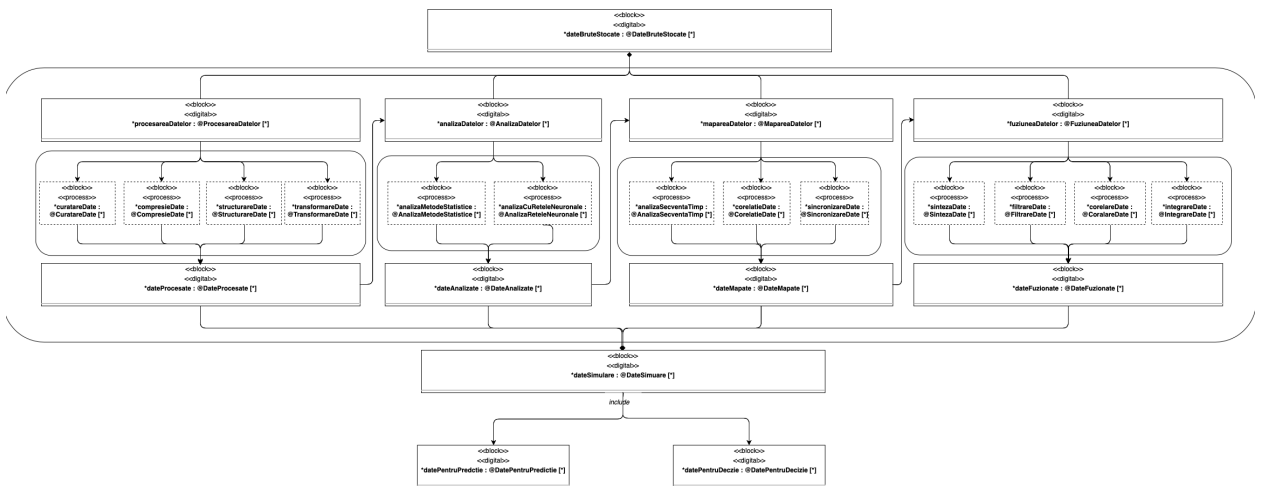 <<block>>
<<digital>>
*dateBruteStocate : @DateBruteStocate [*]
<<block>>
<<digital>>
*procesareaDatelor : @ProcesareaDatelor [*]
<<block>>
<<digital>>
*analizaDatelor : @AnalizaDatelor [*]
<<block>>
<<digital>>
*mapareaDatelor : @MapareaDatelor [*]
<<block>>
<<digital>>
*fuziuneaDatelor : @FuziuneaDatelor [*]
<<block>>
<<process>>
*curatareDate :
@CuratareDate [*]
<<block>>
<<process>>
*compresieDate :
@CompresieDate [*]
<<block>>
<<process>>
*structurareDate :
@StructurareDate [*]
<<block>>
<<process>>
*transformareDate :
@TransformareDate [*]
<<block>>
<<process>>
*analizaMetodeStatistice :
@AnalizaMetodeStatistice [*]
<<block>>
<<process>>
*analizaCuReteleNeuronale :
@AnalizaReteleNeuronale [*]
<<block>>
<<process>>
*analizaSecventaTimp :
@AnalizaSecventaTimp [*]
<<block>>
<<process>>
*corelatieDate :
@CorelatieDate [*]
<<block>>
<<process>>
*sincronizareDate :
@SincronizareDate [*]
<<block>>
<<process>>
*sintezaDate :
@SintezaDate [*]
<<block>>
<<process>>
*filtrareDate :
@FiltrareDate [*]
<<block>>
<<process>>
*corelareDate :
@CoralareDate [*]
<<block>>
<<process>>
*integrareDate :
@IntegrareDate [*]
<<block>>
<<digital>>
*dateProcesate : @DateProcesate [*]
<<block>>
<<digital>>
*dateAnalizate : @DateAnalizate [*]
<<block>>
<<digital>>
*dateMapate : @DateMapate [*]
<<block>>
<<digital>>
*dateFuzionate : @DateFuzionate [*]
<<block>>
<<digital>>
*dateSimulare : @DateSimuare [*]
include
<<block>>
<<digital>>
*datePentruPredctie : @DatePentruPredictie [*]
<<block>>
<<digital>>
*datePentruDeczie : @DatePentruDecizie [*]